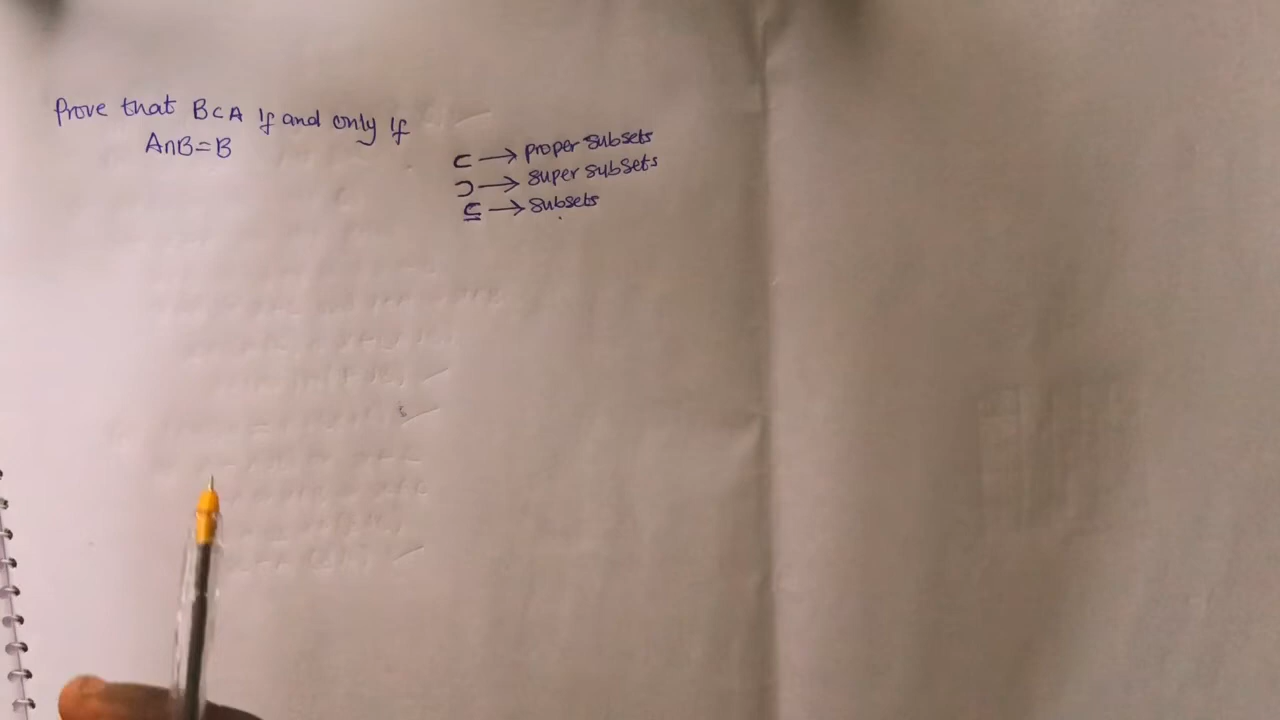 Prove that B⊂A If and only if
A∩B=B
⊂ → proper subsets
⊃ → super subsets
⊆ → subsets